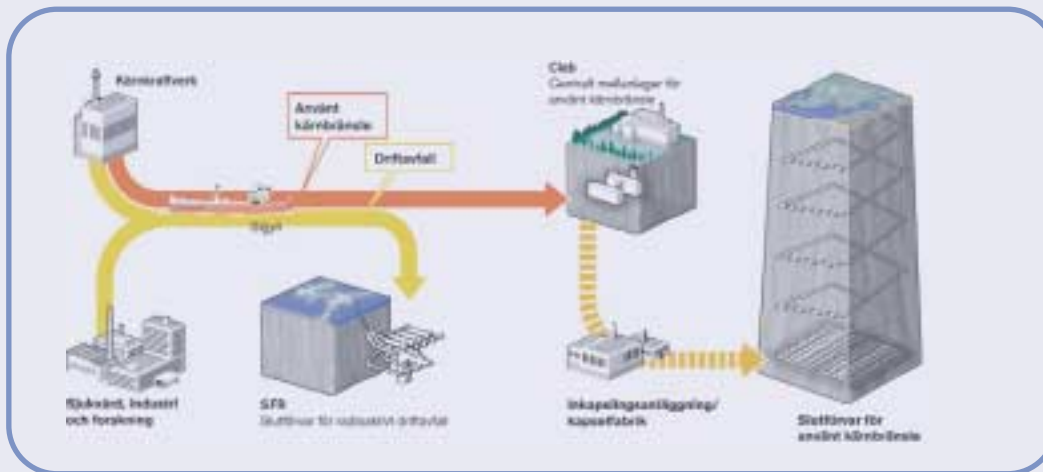 Kärnkraftverk
Använt
kärnbränsle
Driftavfall
Clab
Centralt mellanlager för
använt kärnbränsle
Sigyn
Sjukvård, industri
och forskning
SFR
Slutförvar för radioaktivt driftavfall
Inkapslingsanläggning/
kapselfabrik
Slutförvar för
använt kärnbränsle